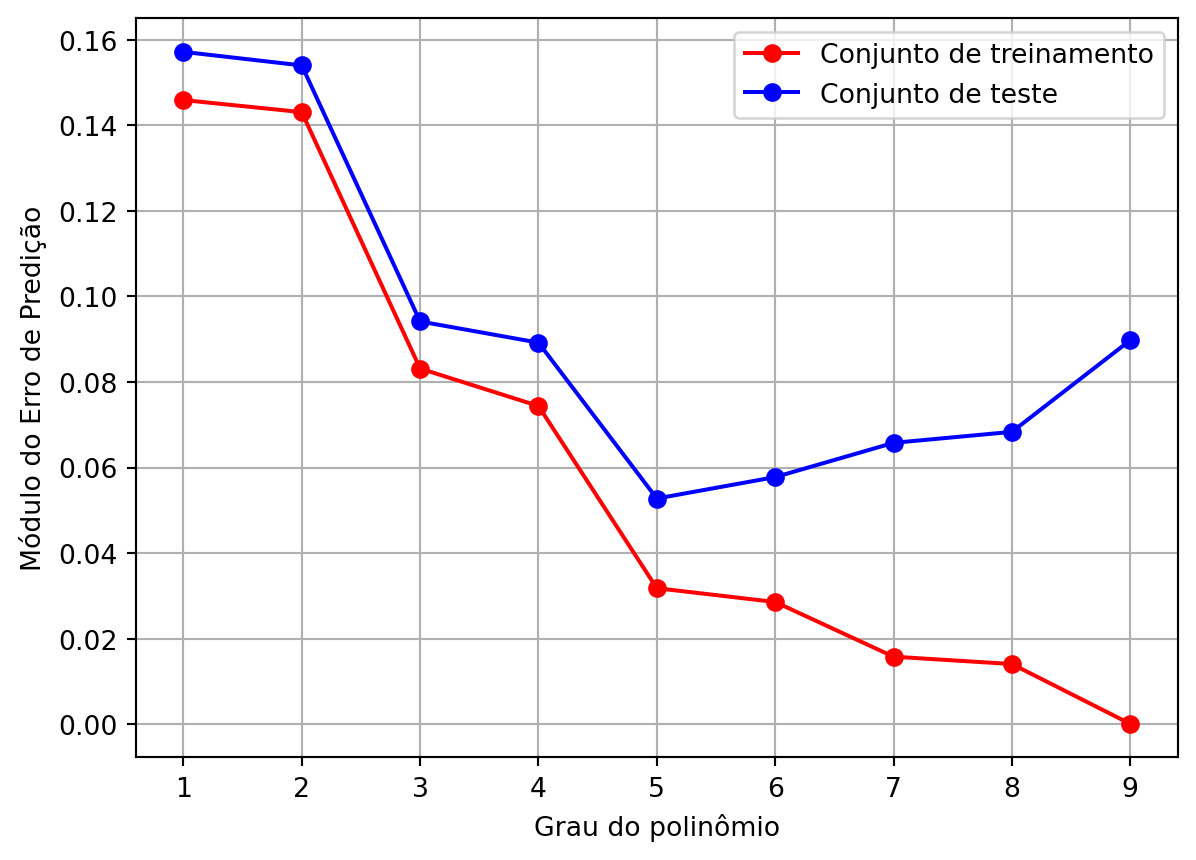 0.16
0.14
0.12
0.10
0.08
0.06
0.04
0.02
0.00
Módulo do Erro de Predição
Conjunto de treinamento
Conjunto de teste
1 2 3 4 5 6 7 8 9
Grau do polinômio